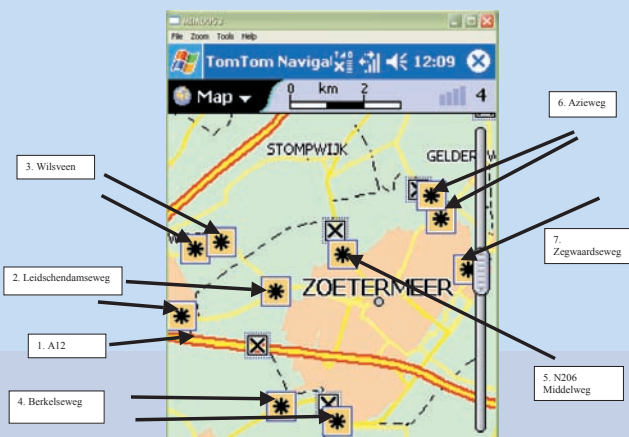 File Zoom Tools Help
TomTom Navigat 12:09
Map
0 km 2
4
6. Azieweg
STOMPWIJK
GELDER
3. Wilsveen
7.
Zegwaardseweg
2. Leidschendamseweg
ZOETERMEER
1. A12
5. N206
Middelweg
4. Berkelseweg